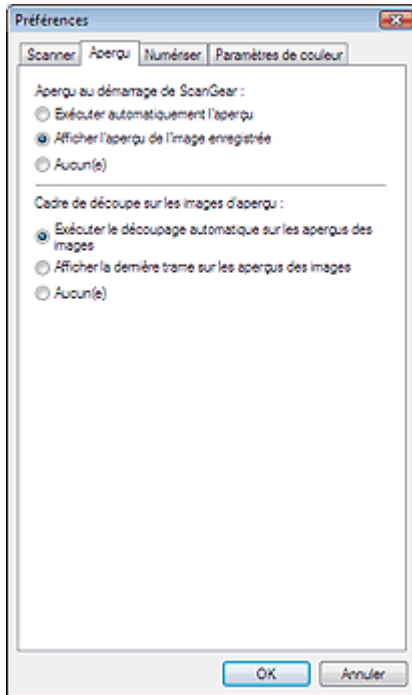 Préférences
Scanner Aperçu Numériser Paramètres de couleur
Aperçu au démarrage de ScanGear :
Exécuter automatiquement l'aperçu
Afficher l'aperçu de l'image enregistrée
Aucun(e)
Cadre de découpe sur les images d'aperçu :
Exécuter le découpage automatique sur les aperçus des
images
Afficher la dernière trame sur les aperçus des images
Aucun(e)
OK Annuler